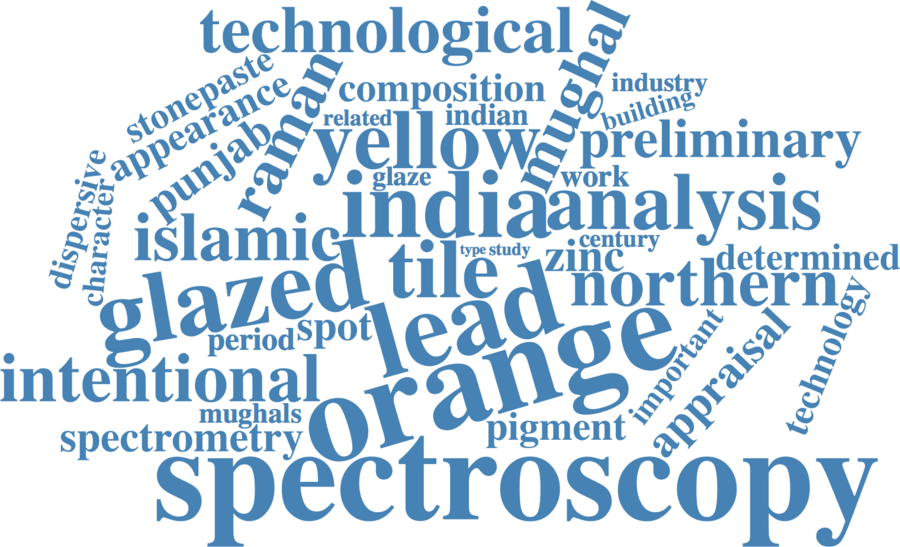 technological
mughal
stonepaste
appearance
composition
industry
building
raman
related
indian
yellow
preliminary
punjab
dispersive
character
glaze
work
india
analysis
islamic
century
type study
tile
zinc
determined
glazed
northern
lead
orange
period
spot
important
appraisal
technology
intentional
mughals
spectrometry
pigment
spectroscopy